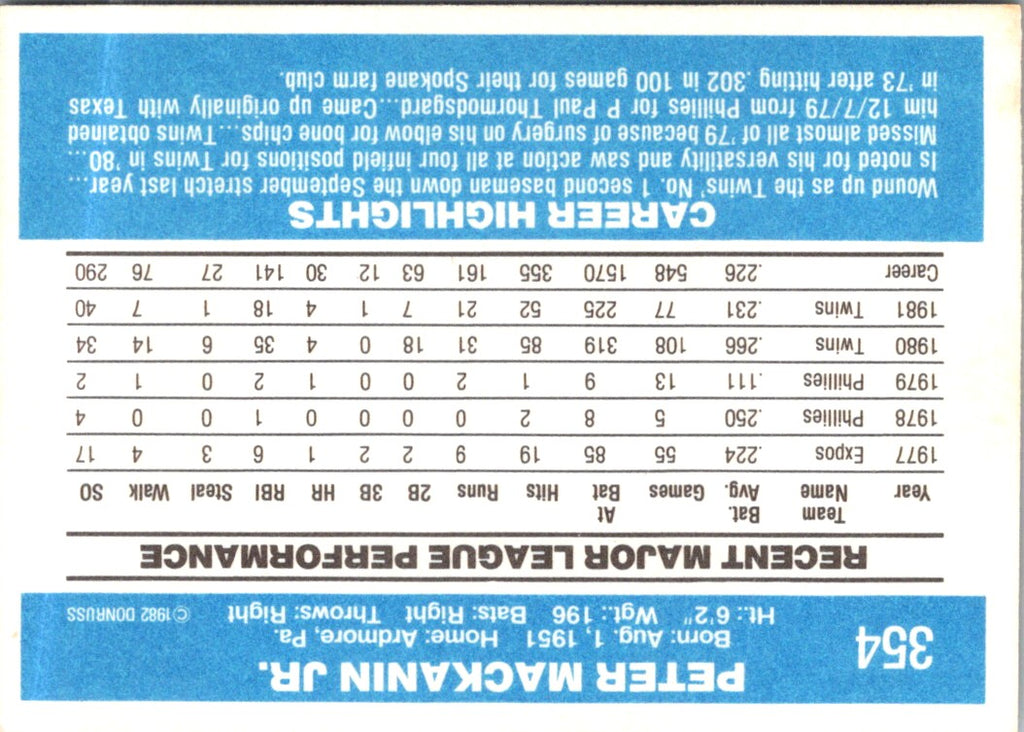 354
PETER MACKANIN JR.
Born: Aug. 1, 1951 Home: Ardmore, Pa.
Ht.: 6'2" Wgt.: 196 Bats: Right Throws: Right ©1982 DONRUSS
RECENT MAJOR LEAGUE PERFORMANCE
Year Team Name Bat. Avg. Games At Bat Hits Runs 2B 3B HR RBI Steal Walk SO
1977 Expos .224 55 85 19 9 2 2 1 6 3 4 17
1978 Phillies .250 5 8 2 0 0 0 0 1 0 0 4
1979 Phillies .111 13 9 1 2 0 0 1 2 0 1 2
1980 Twins .266 108 319 85 31 18 0 4 35 6 14 34
1981 Twins .231 77 225 52 21 7 1 4 18 1 7 40
Career .226 548 1570 355 161 63 12 30 141 27 76 290
CAREER HIGHLIGHTS
Wound up as the Twins' No. 1 second baseman down the September stretch last year...
Is noted for his versatility and saw action at all four infield positions for Twins in '80...
Missed almost all of '79 because of surgery on his elbow for bone chips... Twins obtained
him 12/7/79 from Phillies for P Paul Thormodsgard...Came up originally with Texas
in '73 after hitting .302 in 100 games for their Spokane farm club.